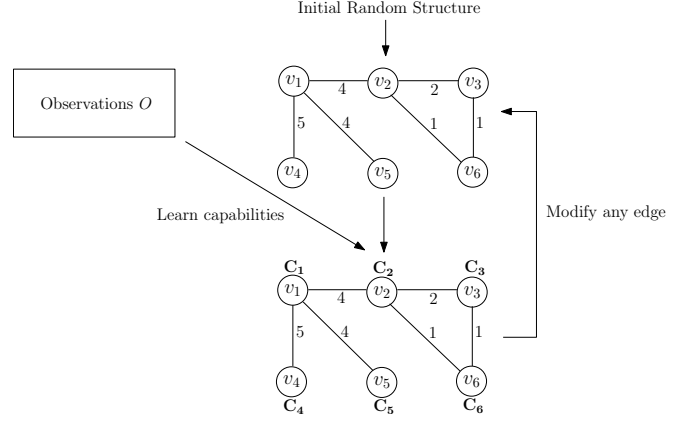 Initial Random Structure
Observations O
v1 4 v2 2 v3
5 4 1 1
v4 v5 v6
Learn capabilities
Modify any edge
C1 C2 C3
v1 4 v2 2 v3
5 4 1 1
v4 v5 v6
C4 C5 C6